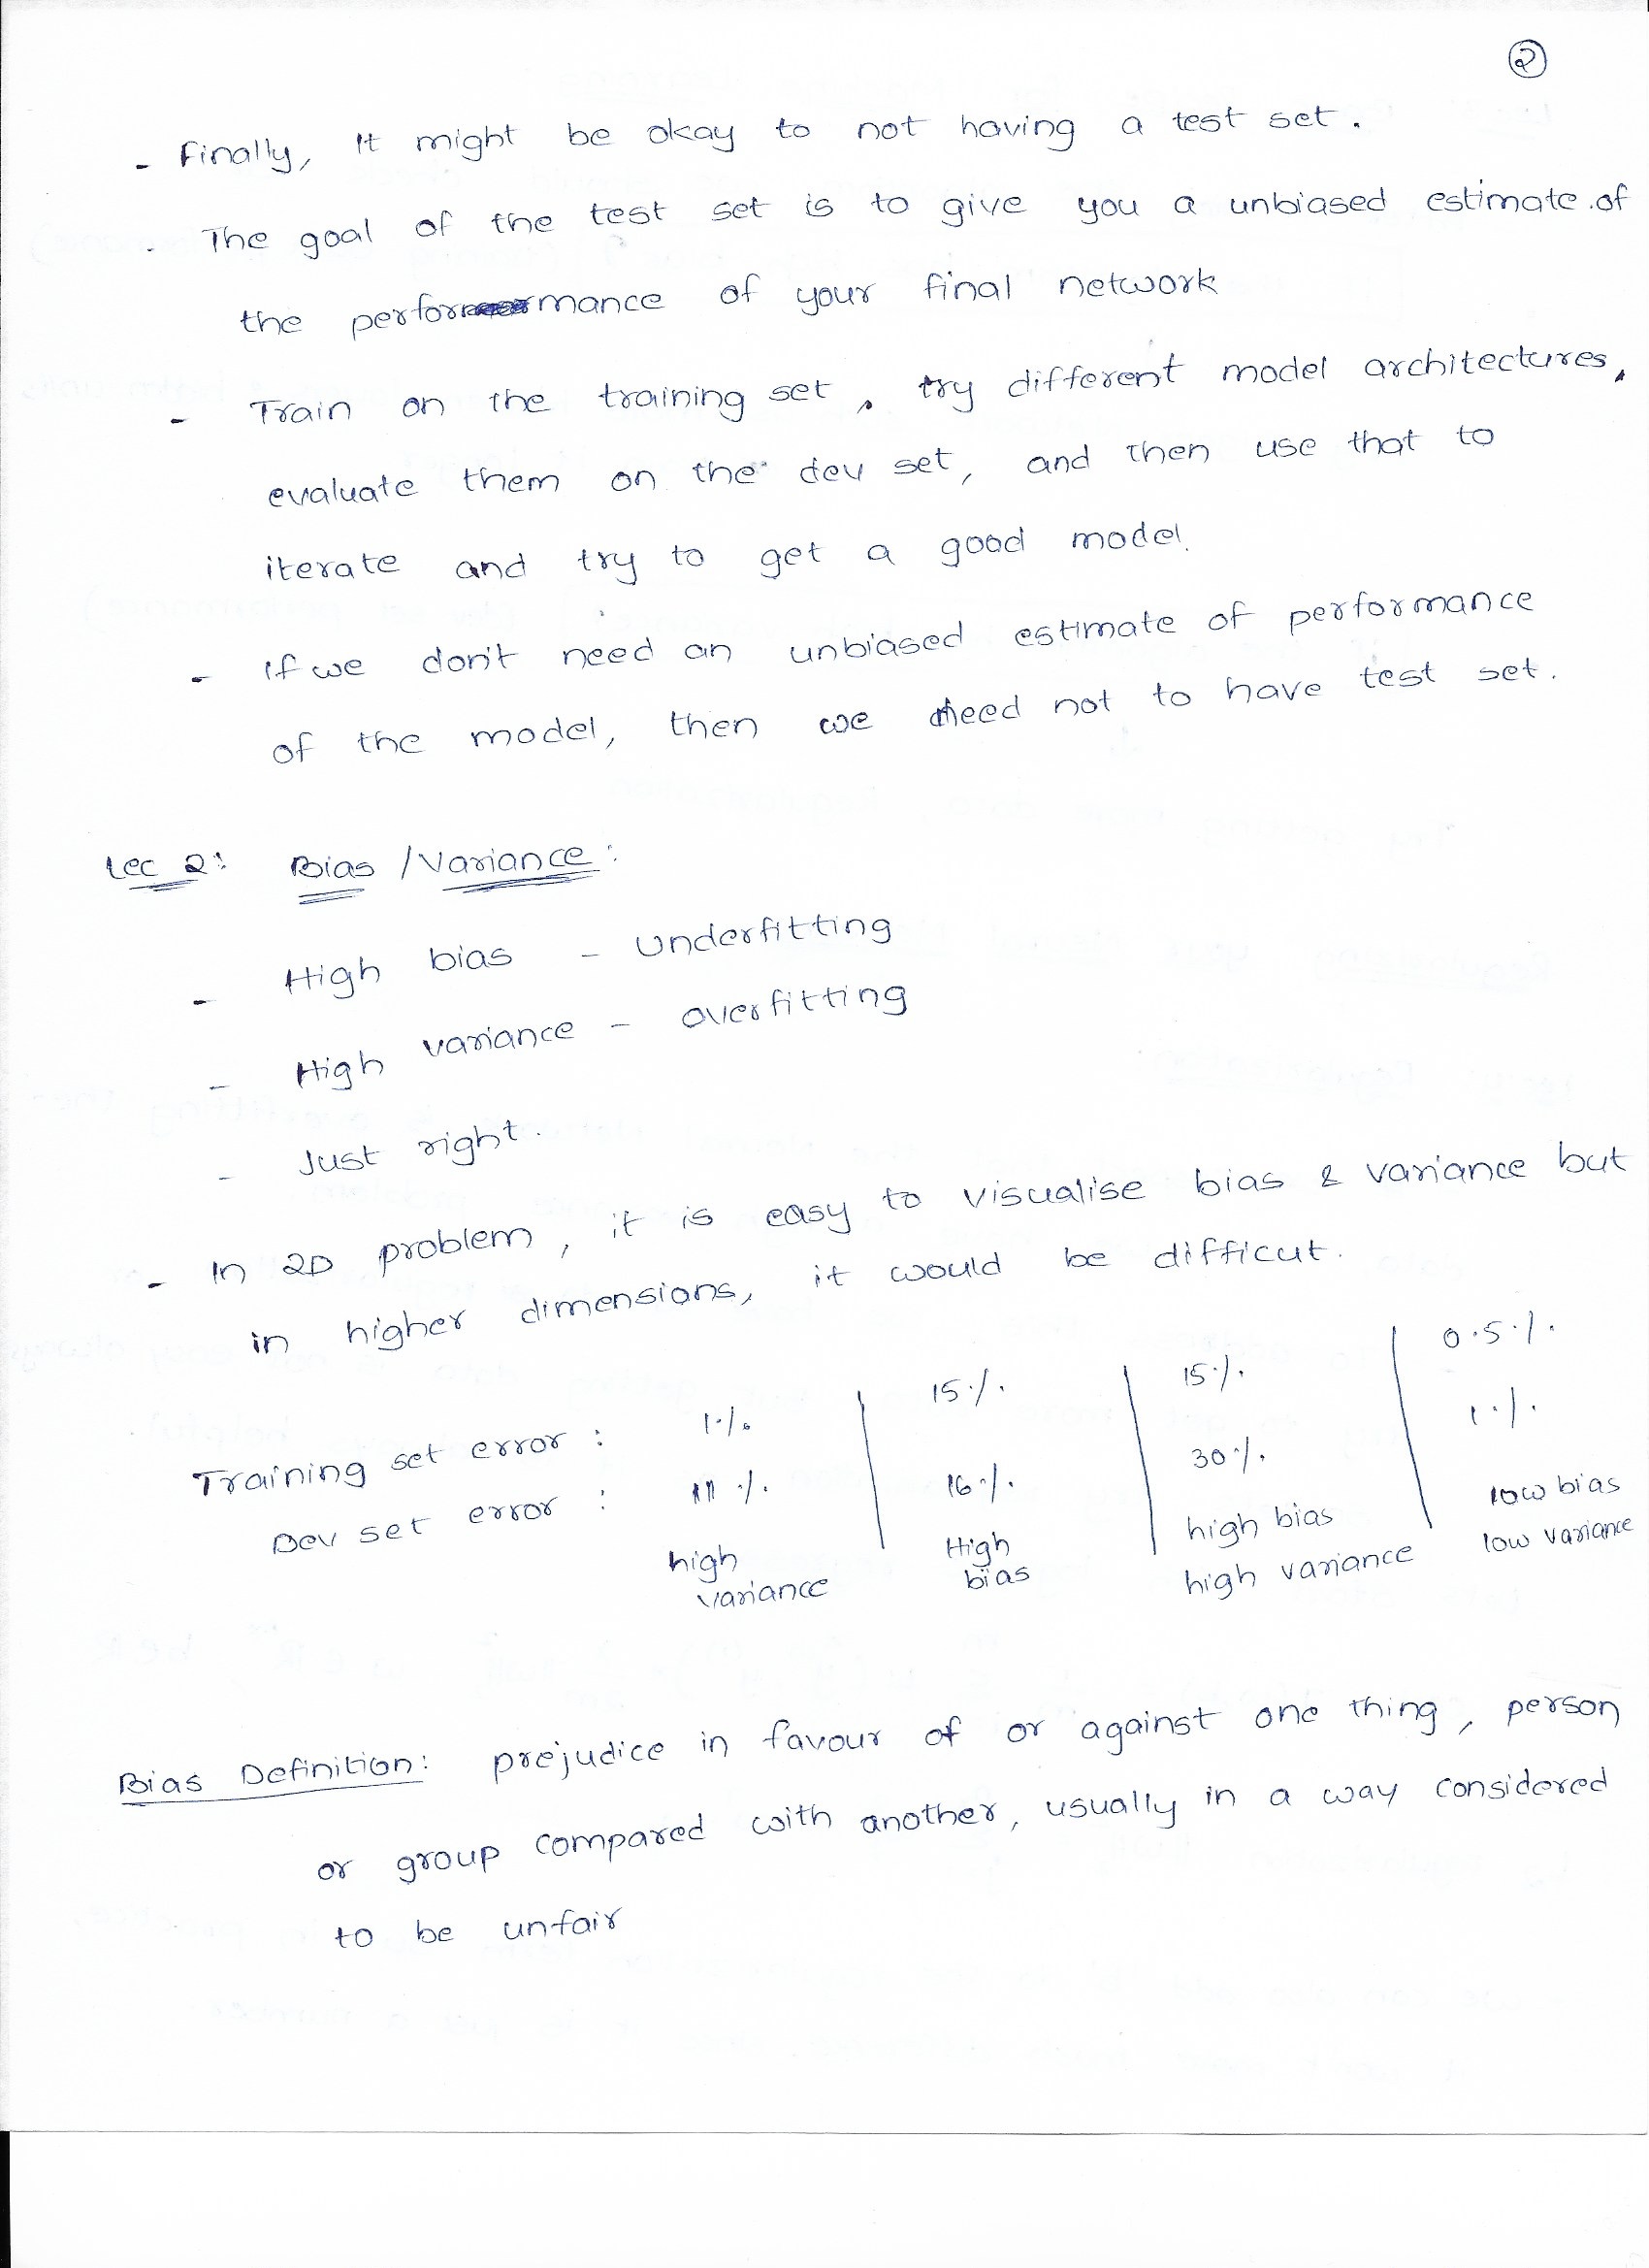 2
- Finally, it might be okay to not having a test set.
. The goal of the test set is to give you a unbiased estimate of
the performance of your final network
- Train on the training set, try different model architectures,
evaluate them on the dev set, and then use that to
iterate and try to get a good model.
- if we don't need an unbiased estimate of performance
of the model, then we need not to have test set.
Lec 2: Bias / Variance:
- High bias - Underfitting
- High variance - overfitting
- Just right.
- In 2D problem, it is easy to visualise bias & variance but
in higher dimensions, it would be difficut.
Training set error : 1% | 15% | 15% | 0.5%
Dev set error : 11% | 16% | 30% | 1%
high variance | High bias | high bias high variance | low bias low variance
Bias Definition: prejudice in favour of or against one thing, person
or group compared with another, usually in a way considered
to be unfair